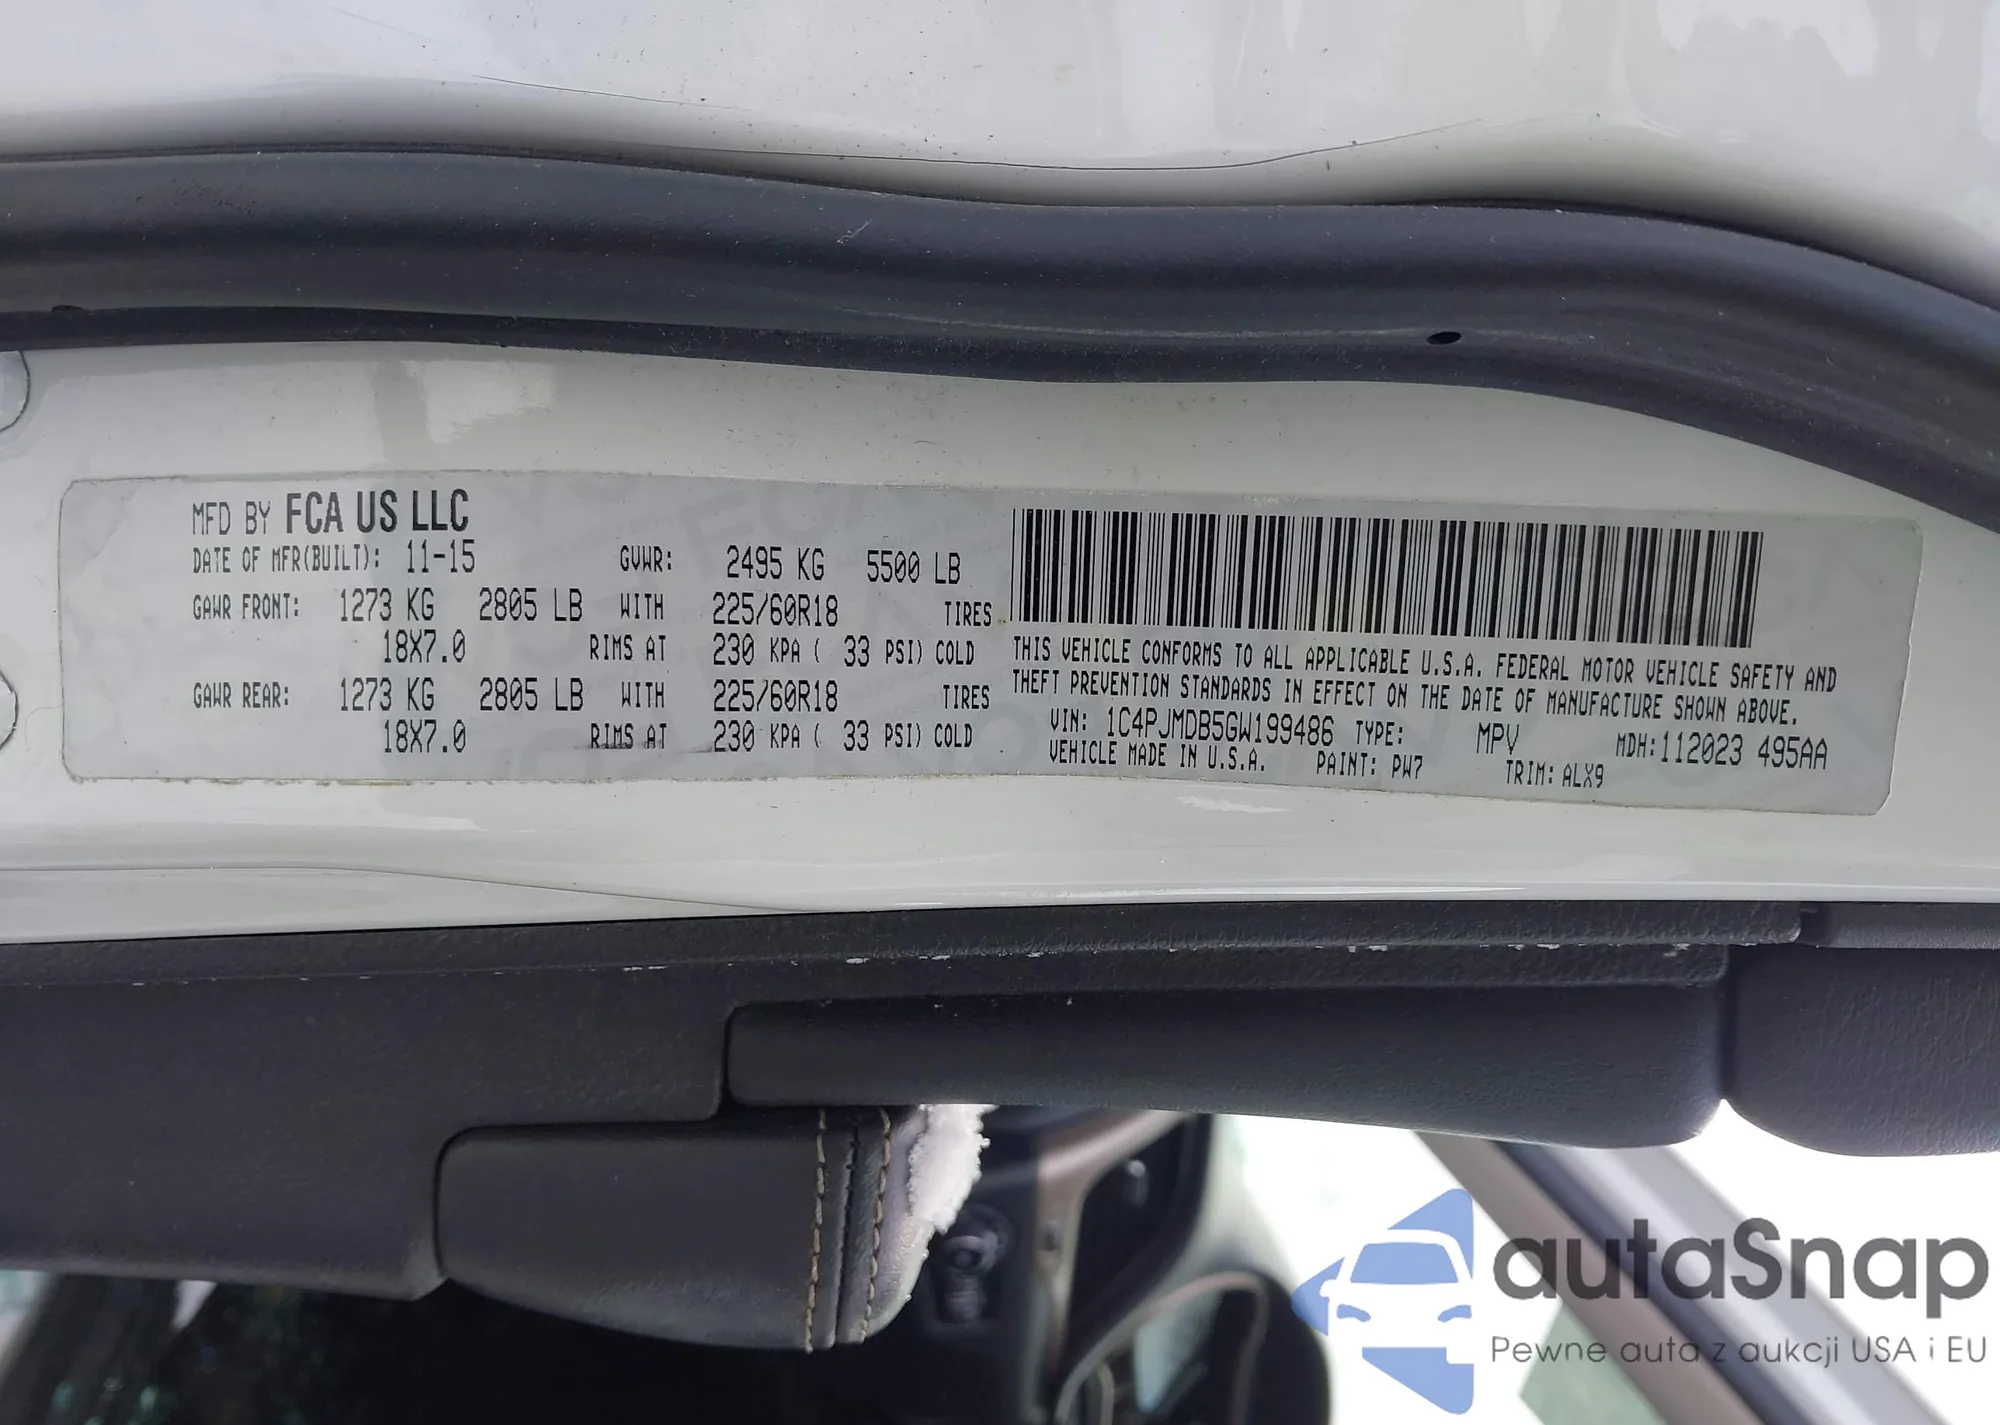 MFD BY FCA US LLC
DATE OF MFR(BUILT): 11-15 GVWR: 2495 KG 5500 LB
GAWR FRONT: 1273 KG 2805 LB WITH 225/60R18 TIRES
18X7.0 RIMS AT 230 KPA ( 33 PSI) COLD
GAWR REAR: 1273 KG 2805 LB WITH 225/60R18 TIRES
18X7.0 RIMS AT 230 KPA ( 33 PSI) COLD
THIS VEHICLE CONFORMS TO ALL APPLICABLE U.S.A. FEDERAL MOTOR VEHICLE SAFETY AND
THEFT PREVENTION STANDARDS IN EFFECT ON THE DATE OF MANUFACTURE SHOWN ABOVE.
VIN: 1C4PJMDB5GW199486 TYPE: MPV MDH:112023 495AA
VEHICLE MADE IN U.S.A. PAINT: PW7 TRIM: ALX9
autaSnap
Pewne auta z aukcji USA i EU